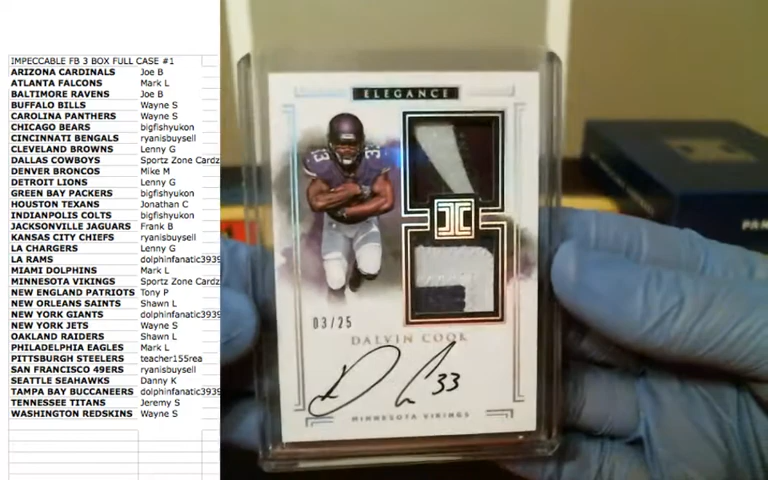 IMPECCABLE FB 3 BOX FULL CASE #1
ARIZONA CARDINALS Joe B
ATLANTA FALCONS Mark L
BALTIMORE RAVENS Joe B
BUFFALO BILLS Wayne S
CAROLINA PANTHERS Wayne S
CHICAGO BEARS bigfishyukon
CINCINNATI BENGALS ryanisbuysell
CLEVELAND BROWNS Lenny G
DALLAS COWBOYS Sportz Zone Cardz
DENVER BRONCOS Mike M
DETROIT LIONS Lenny G
GREEN BAY PACKERS bigfishyukon
HOUSTON TEXANS Jonathan C
INDIANPOLIS COLTS bigfishyukon
JACKSONVILLE JAGUARS Frank B
KANSAS CITY CHIEFS ryanisbuysell
LA CHARGERS Lenny G
LA RAMS dolphinfanatic3939
MIAMI DOLPHINS Mark L
MINNESOTA VIKINGS Sportz Zone Cardz
NEW ENGLAND PATRIOTS Tony P
NEW ORLEANS SAINTS Shawn L
NEW YORK GIANTS dolphinfanatic3939
NEW YORK JETS Wayne S
OAKLAND RAIDERS Shawn L
PHILADELPHIA EAGLES Mark L
PITTSBURGH STEELERS teacher155rea
SAN FRANCISCO 49ERS ryanisbuysell
SEATTLE SEAHAWKS Danny K
TAMPA BAY BUCCANEERS dolphinfanatic3939
TENNESSEE TITANS Jeremy S
WASHINGTON REDSKINS Wayne S
ELEGANCE
33 3
03/25
DALVIN COOK
D C 33
MINNESOTA VIKINGS
PAN